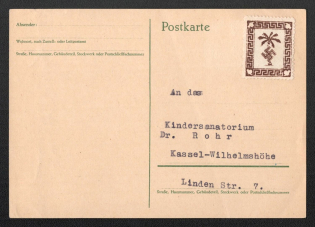 Absender:
Postkarte
Wohnort, auch Zustell- oder Leitpostamt
Straße, Hausnummer, Gebäudeteil, Stockwerk oder Postschließfachnummer
An das
Kindersanatorium
Dr. Rohr
Kassel-Wilhelmshöhe
Linden Str. 7.
Straße, Hausnummer, Gebäudeteil, Stockwerk oder Postschließfachnummer